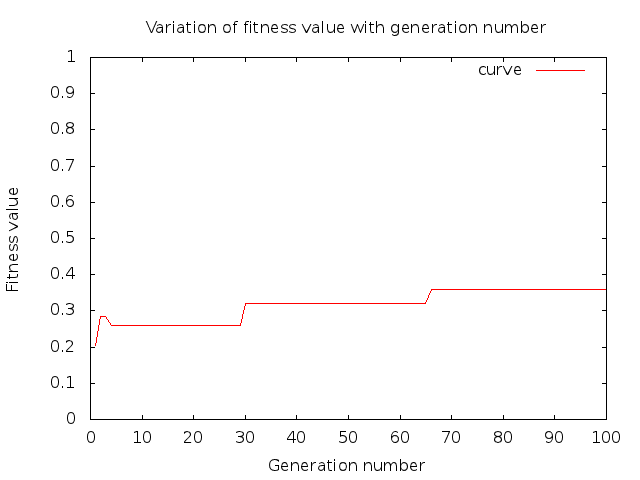 Variation of fitness value with generation number
curve
1
0.9
0.8
0.7
0.6
0.5
0.4
0.3
0.2
0.1
0
Fitness value
0 10 20 30 40 50 60 70 80 90 100
Generation number